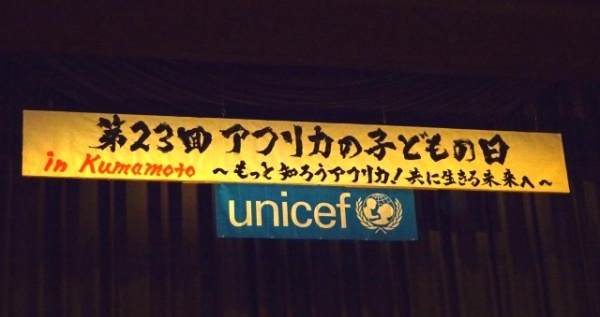 第23回 アフリカの子どもの日
in Kumamoto ～もっと知ろうアフリカ！共に生きる未来へ～
unicef